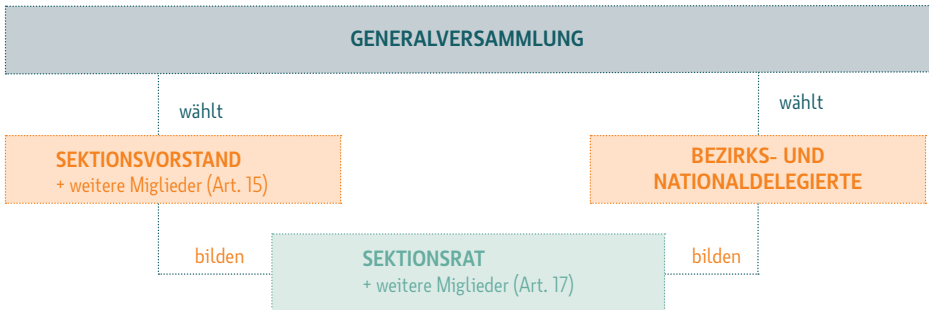 GENERALVERSAMMLUNG
wählt
wählt
SEKTIONSVORSTAND
+ weitere Miglieder (Art. 15)
BEZIRKS- UND
NATIONALDELEGIERTE
bilden
SEKTIONSRAT
+ weitere Miglieder (Art. 17)
bilden